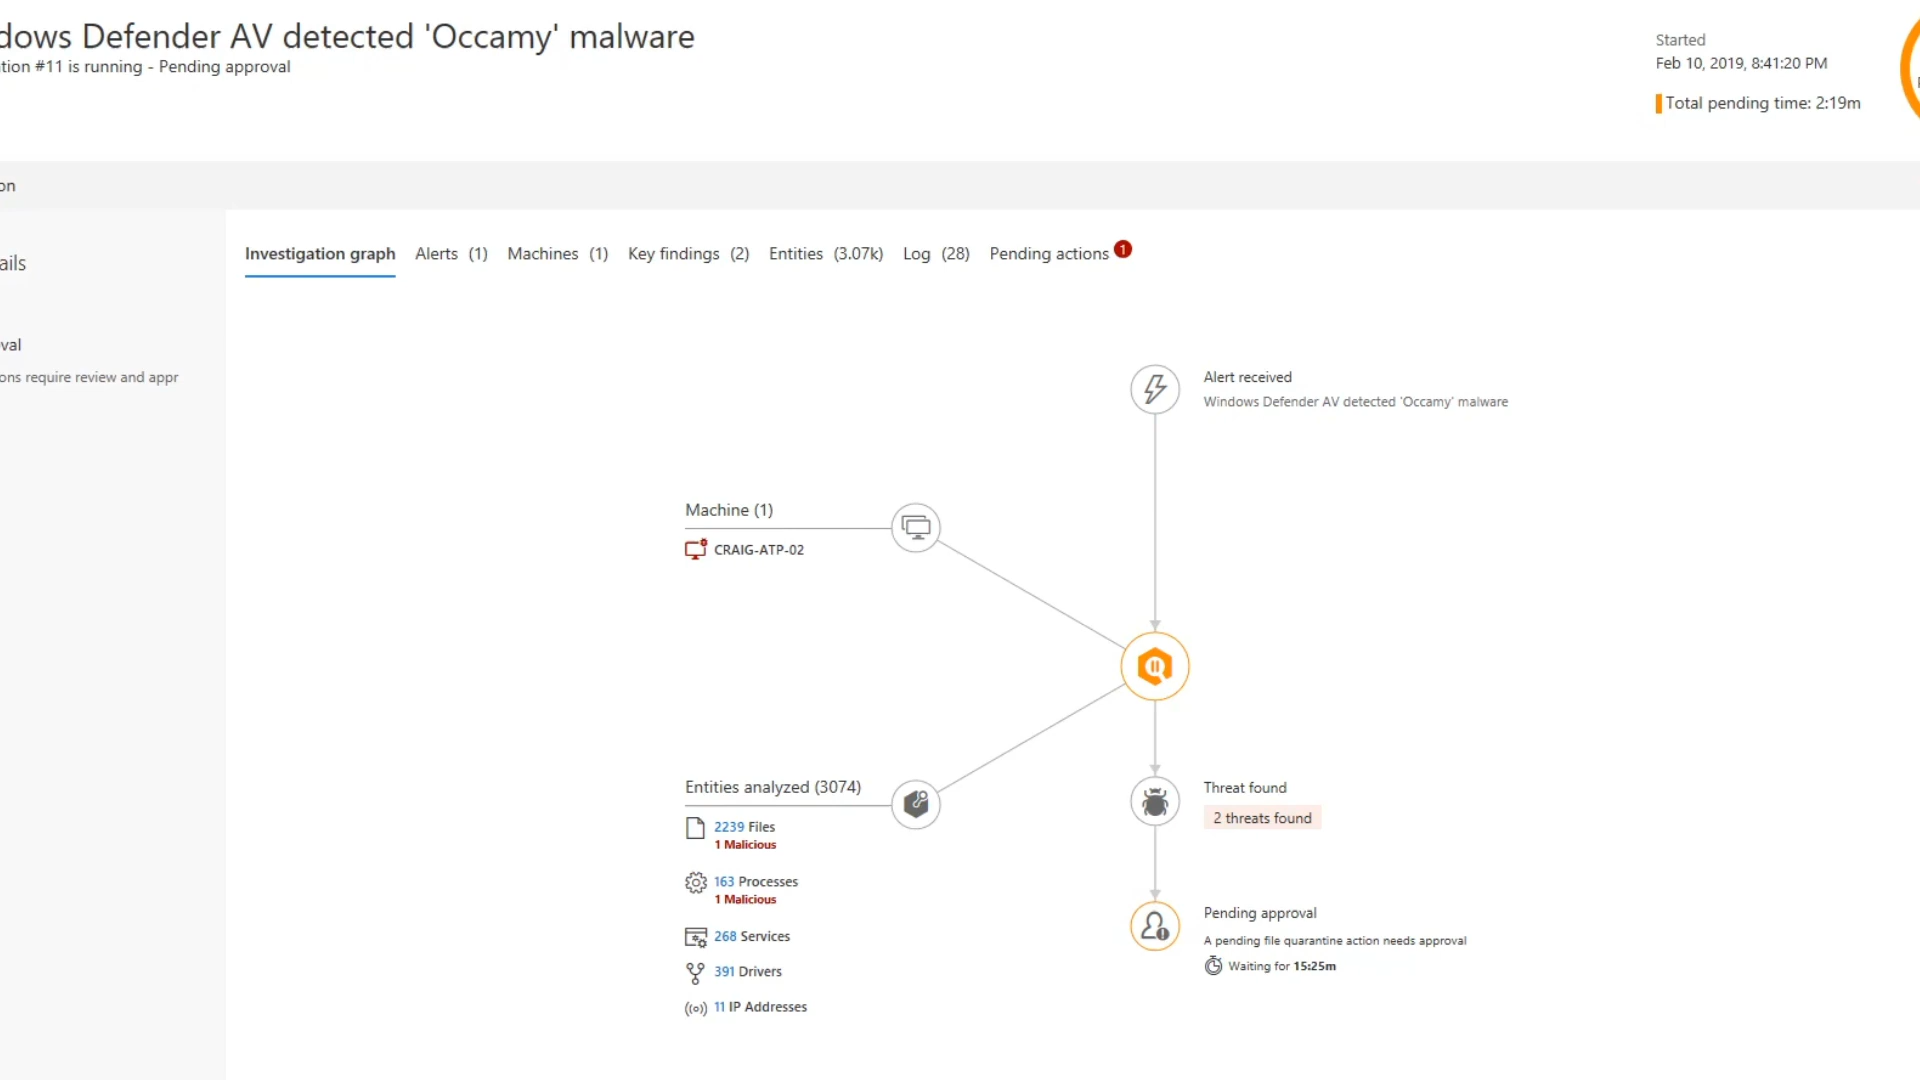 dows Defender AV detected 'Occamy' malware
tion #11 is running - Pending approval
Started
Feb 10, 2019, 8:41:20 PM
Total pending time: 2:19m
on
ails
val
ons require review and appr
Investigation graph Alerts (1) Machines (1) Key findings (2) Entities (3.07k) Log (28) Pending actions 1
Alert received
Windows Defender AV detected 'Occamy' malware
Machine (1)
CRAIG-ATP-02
Entities analyzed (3074)
2239 Files
1 Malicious
163 Processes
1 Malicious
268 Services
391 Drivers
11 IP Addresses
Threat found
2 threats found
Pending approval
A pending file quarantine action needs approval
Waiting for 15:25m